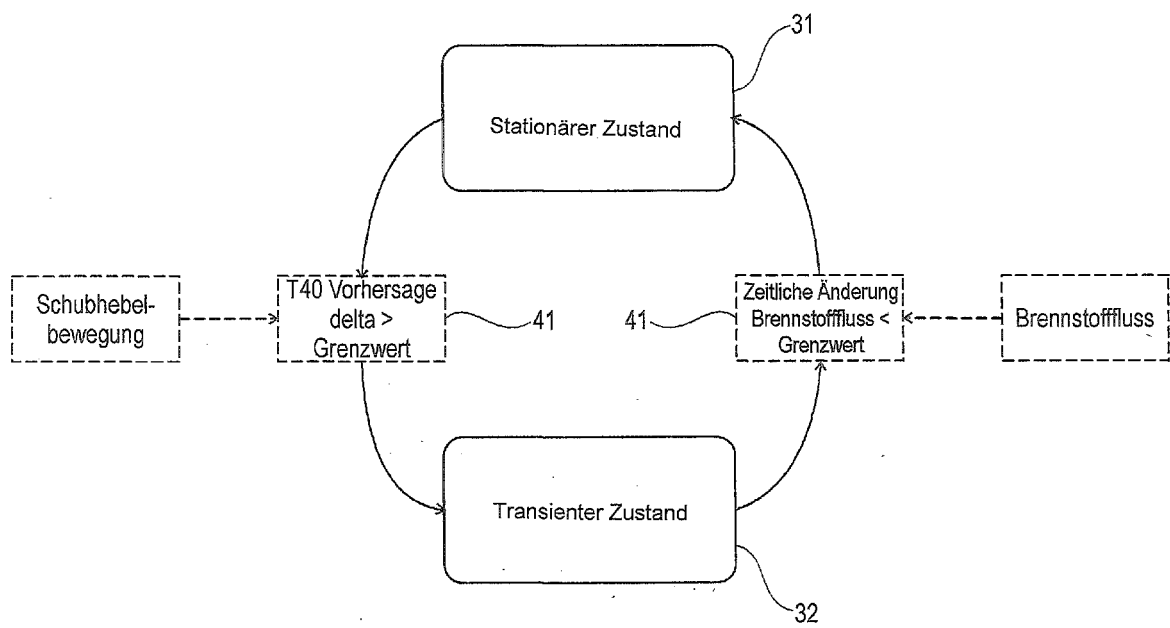 31
Stationärer Zustand
Schubhebel-
bewegung
T40 Vorhersage
delta >
Grenzwert
41
41
Zeitliche Änderung
Brennstofffluss <
Grenzwert
Brennstofffluss
Transienter Zustand
32